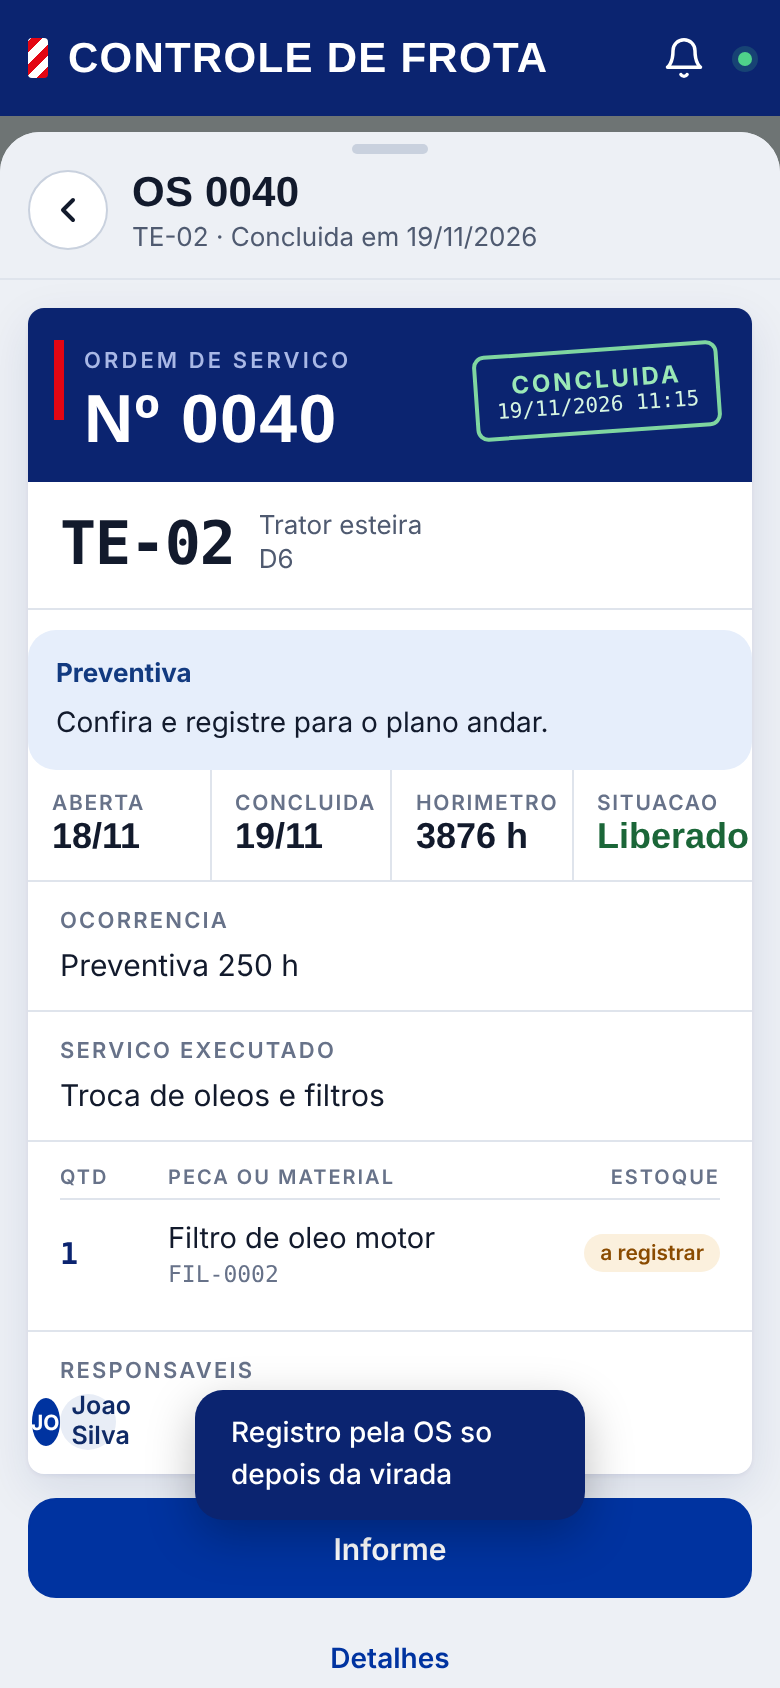 CONTROLE DE FROTA
OS 0040
TE-02 · Concluida em 19/11/2026
ORDEM DE SERVICO
Nº 0040
CONCLUIDA
19/11/2026 11:15
TE-02
Trator esteira
D6
Preventiva
Confira e registre para o plano andar.
ABERTA
18/11
CONCLUIDA
19/11
HORIMETRO
3876 h
SITUACAO
Liberado
OCORRENCIA
Preventiva 250 h
SERVICO EXECUTADO
Troca de oleos e filtros
QTD PECA OU MATERIAL ESTOQUE
1 Filtro de oleo motor a registrar
FIL-0002
RESPONSAVEIS
JO
Joao
Silva
Registro pela OS so
depois da virada
Informe
Detalhes